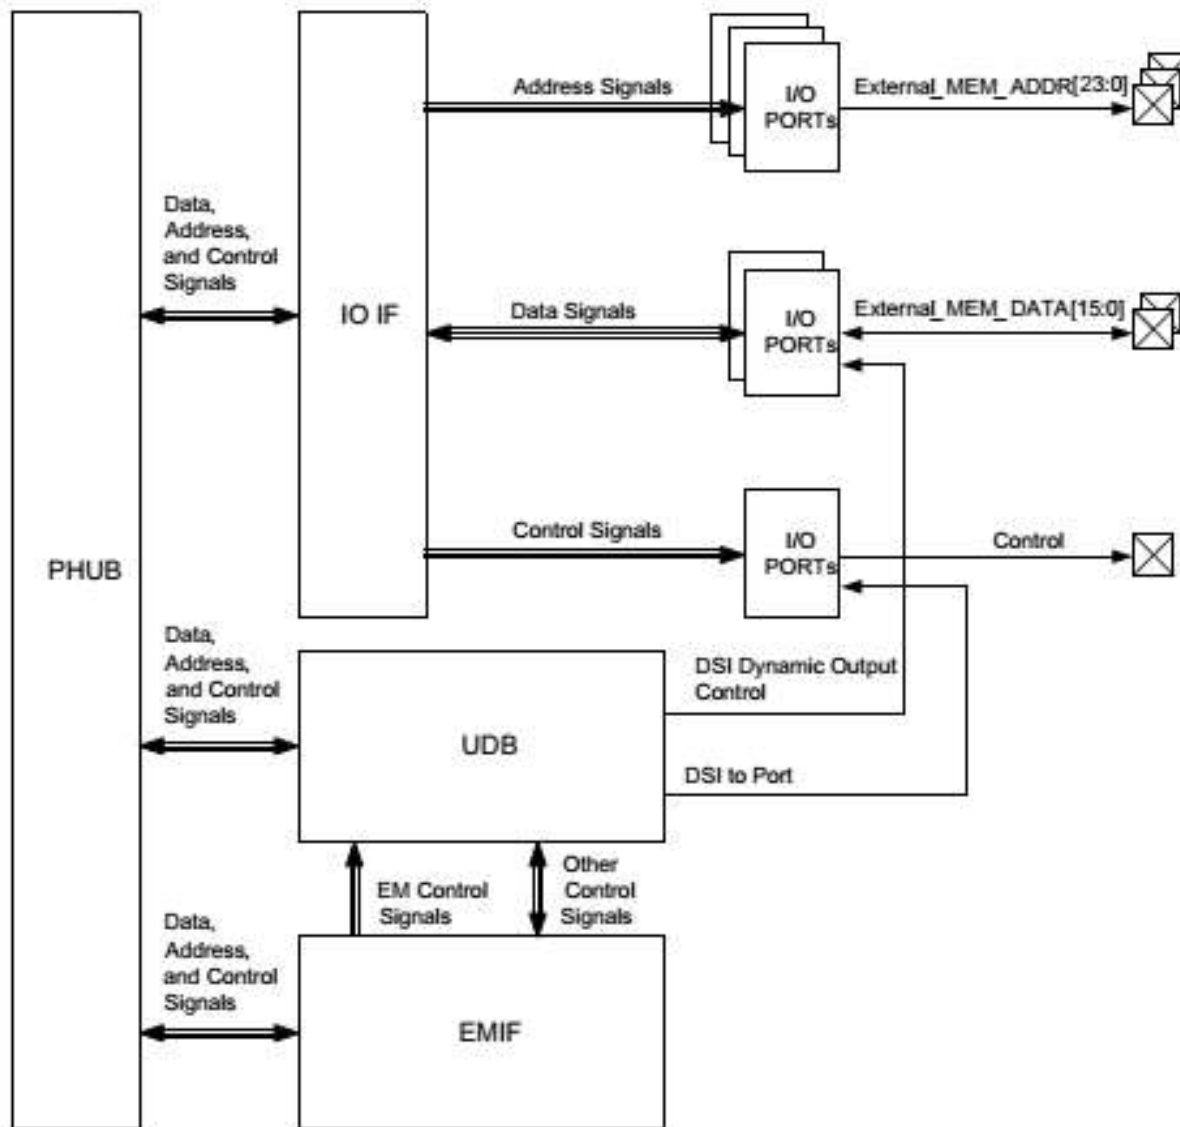 Address Signals
I/O
PORTs
External_MEM_ADDR[23:0]
Data,
Address,
and Control
Signals
IO IF
Data Signals
I/O
PORTs
External_MEM_DATA[15:0]
PHUB
Control Signals
I/O
PORTs
Control
Data,
Address,
and Control
Signals
UDB
DSI Dynamic Output
Control
DSI to Port
EM Control
Signals
Other
Control
Signals
Data,
Address,
and Control
Signals
EMIF